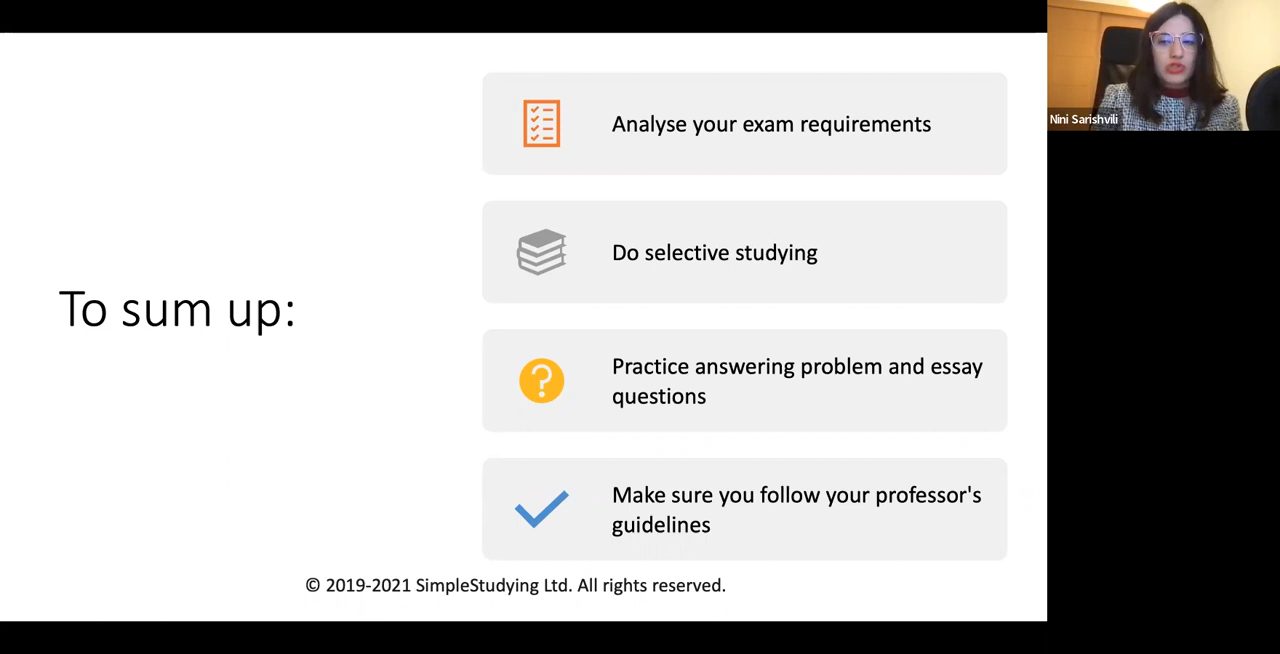 To sum up:
Analyse your exam requirements
Do selective studying
Practice answering problem and essay
questions
Make sure you follow your professor's
guidelines
© 2019-2021 SimpleStudying Ltd. All rights reserved.
Nini Sarishvili